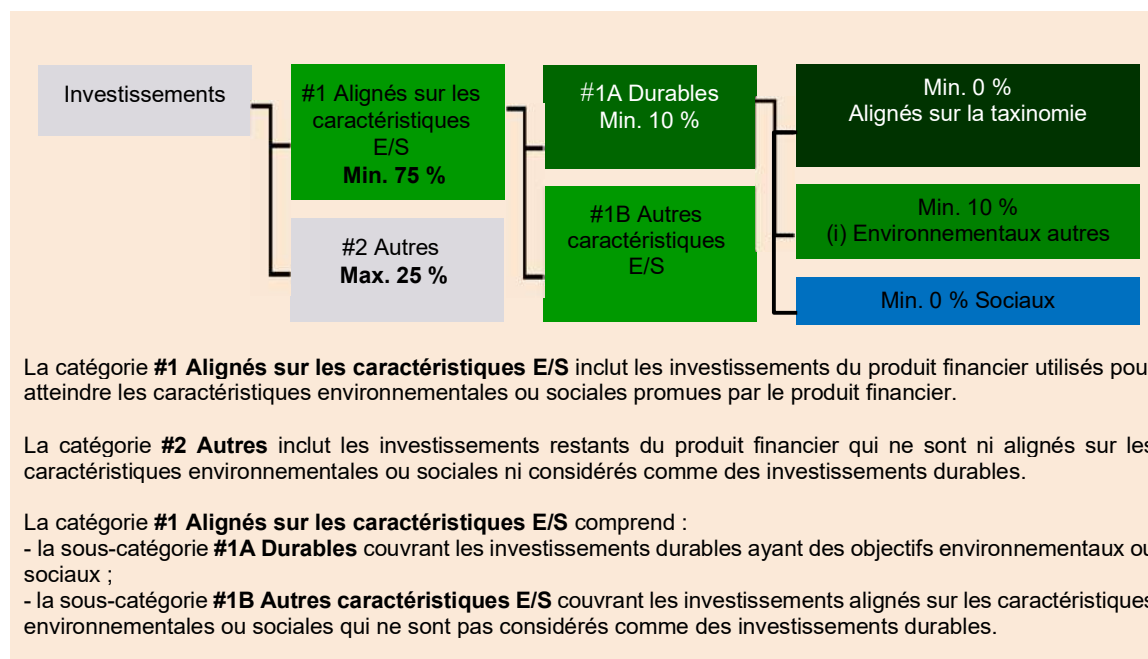 Investissements
#1 Alignés sur les
caractéristiques
E/S
Min. 75 %
#2 Autres
Max. 25 %
#1A Durables
Min. 10 %
#1B Autres
caractéristiques
E/S
Min. 0 %
Alignés sur la taxinomie
Min. 10 %
(i) Environnementaux autres
Min. 0 % Sociaux
La catégorie #1 Alignés sur les caractéristiques E/S inclut les investissements du produit financier utilisés pou
atteindre les caractéristiques environnementales ou sociales promues par le produit financier.
La catégorie #2 Autres inclut les investissements restants du produit financier qui ne sont ni alignés sur les
caractéristiques environnementales ou sociales ni considérés comme des investissements durables.
La catégorie #1 Alignés sur les caractéristiques E/S comprend :
- la sous-catégorie #1A Durables couvrant les investissements durables ayant des objectifs environnementaux ou
sociaux ;
- la sous-catégorie #1B Autres caractéristiques E/S couvrant les investissements alignés sur les caractéristiques
environnementales ou sociales qui ne sont pas considérés comme des investissements durables.